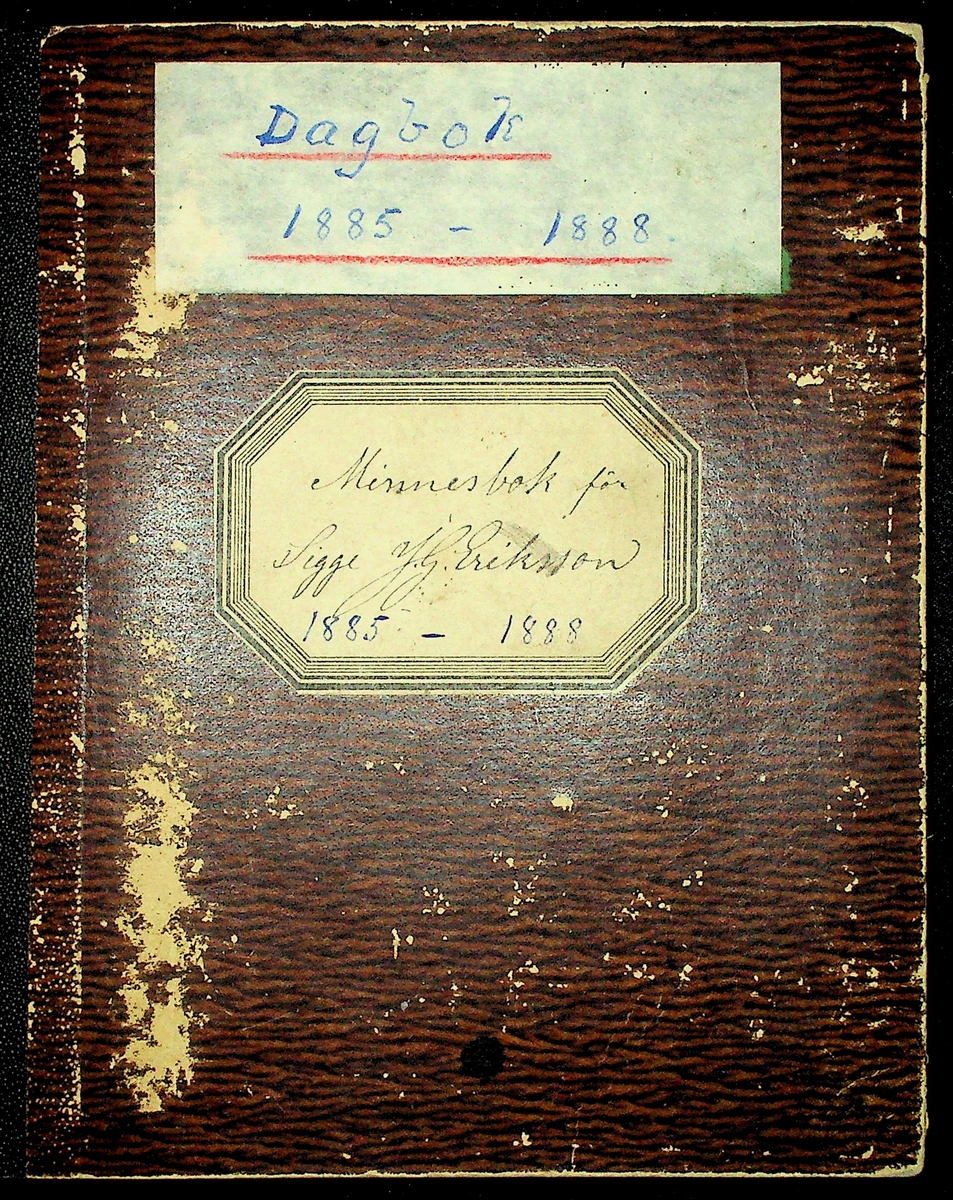 Dagbok
1885 - 1888.
Minnesbok för
Sigge J.G. Eriksson
1885 - 1888